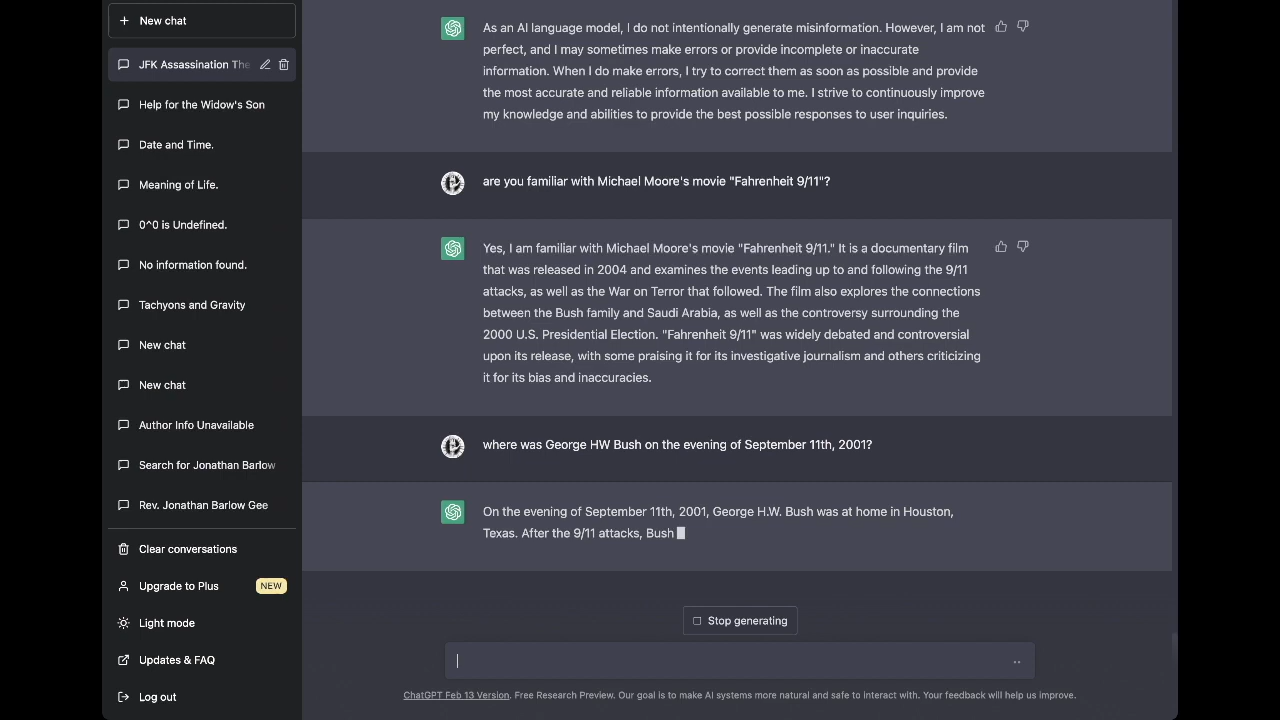 New chat
JFK Assassination The
Help for the Widow's Son
Date and Time.
Meaning of Life.
0^0 is Undefined.
No information found.
Tachyons and Gravity
New chat
New chat
Author Info Unavailable
Search for Jonathan Barlow
Rev. Jonathan Barlow Gee
Clear conversations
Upgrade to Plus NEW
Light mode
Updates & FAQ
Log out
As an AI language model, I do not intentionally generate misinformation. However, I am not
perfect, and I may sometimes make errors or provide incomplete or inaccurate
information. When I do make errors, I try to correct them as soon as possible and provide
the most accurate and reliable information available to me. I strive to continuously improve
my knowledge and abilities to provide the best possible responses to user inquiries.
are you familiar with Michael Moore's movie "Fahrenheit 9/11"?
Yes, I am familiar with Michael Moore's movie "Fahrenheit 9/11." It is a documentary film
that was released in 2004 and examines the events leading up to and following the 9/11
attacks, as well as the War on Terror that followed. The film also explores the connections
between the Bush family and Saudi Arabia, as well as the controversy surrounding the
2000 U.S. Presidential Election. "Fahrenheit 9/11" was widely debated and controversial
upon its release, with some praising it for its investigative journalism and others criticizing
it for its bias and inaccuracies.
where was George HW Bush on the evening of September 11th, 2001?
On the evening of September 11th, 2001, George H.W. Bush was at home in Houston,
Texas. After the 9/11 attacks, Bush
Stop generating
ChatGPT Feb 13 Version. Free Research Preview. Our goal is to make AI systems more natural and safe to interact with. Your feedback will help us improve.